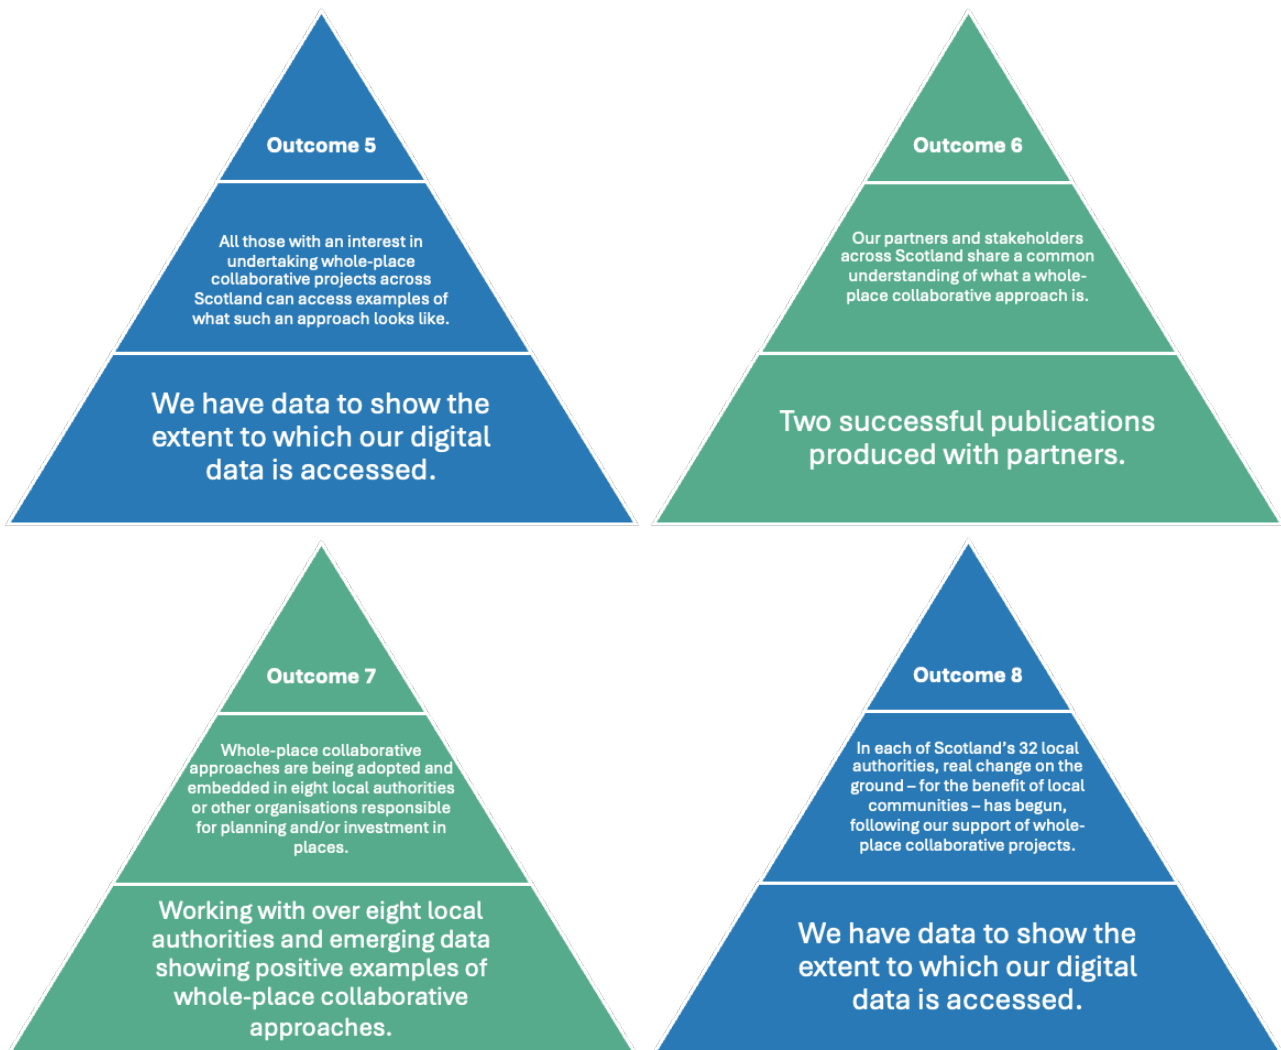 Outcome 5
All those with an interest in
undertaking whole-place
collaborative projects across
Scotland can access examples of
what such an approach looks like.
We have data to show the
extent to which our digital
data is accessed.
Outcome 6
Our partners and stakeholders
across Scotland share a common
understanding of what a whole-
place collaborative approach is.
Two successful publications
produced with partners.
Outcome 7
Whole-place collaborative
approaches are being adopted and
embedded in eight local authorities
or other organisations responsible
for planning and/or investment in
places.
Working with over eight local
authorities and emerging data
showing positive examples of
whole-place collaborative
approaches.
Outcome 8
In each of Scotland’s 32 local
authorities, real change on the
ground – for the benefit of local
communities – has begun,
following our support of whole-
place collaborative projects.
We have data to show the
extent to which our digital
data is accessed.